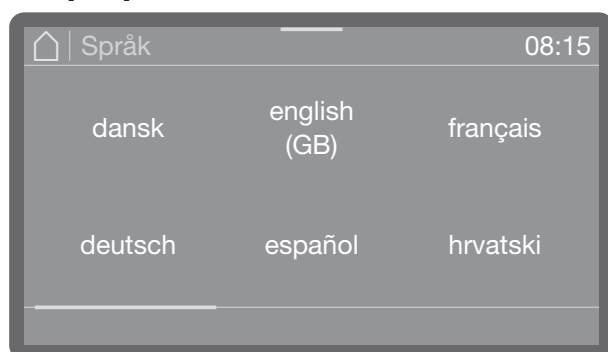 Språk 08:15
dansk english (GB) français
deutsch español hrvatski